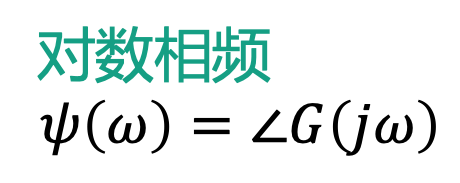 对数相频
ψ(ω) = ∠G(jω)